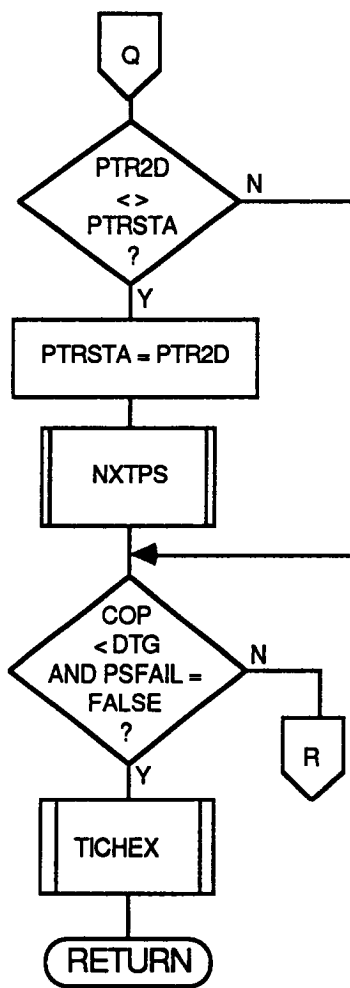 Q
PTR2D
<>
PTRSTA
?
N
Y
PTRSTA = PTR2D
NXTPS
COP
< DTG
AND PSFAIL =
FALSE
?
N
R
Y
TICHEX
RETURN